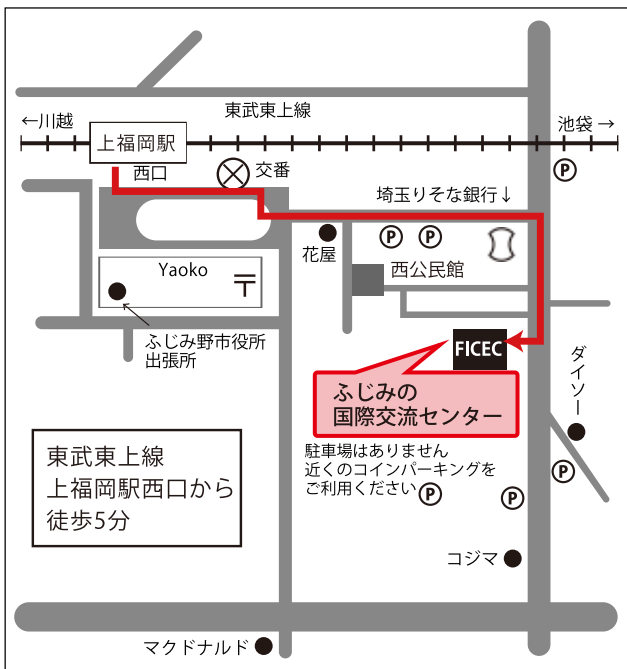 東武東上線
←川越
池袋→
上福岡駅
西口
交番
P
埼玉りそな銀行↓
花屋
P
P
西公民館
Yaoko
〒
ふじみ野市役所
出張所
FICEC
ダイソー
ふじみの
国際交流センター
駐車場はありません
近くのコインパーキングを
ご利用ください
P
P
P
東武東上線
上福岡駅西口から
徒歩5分
コジマ
マクドナルド